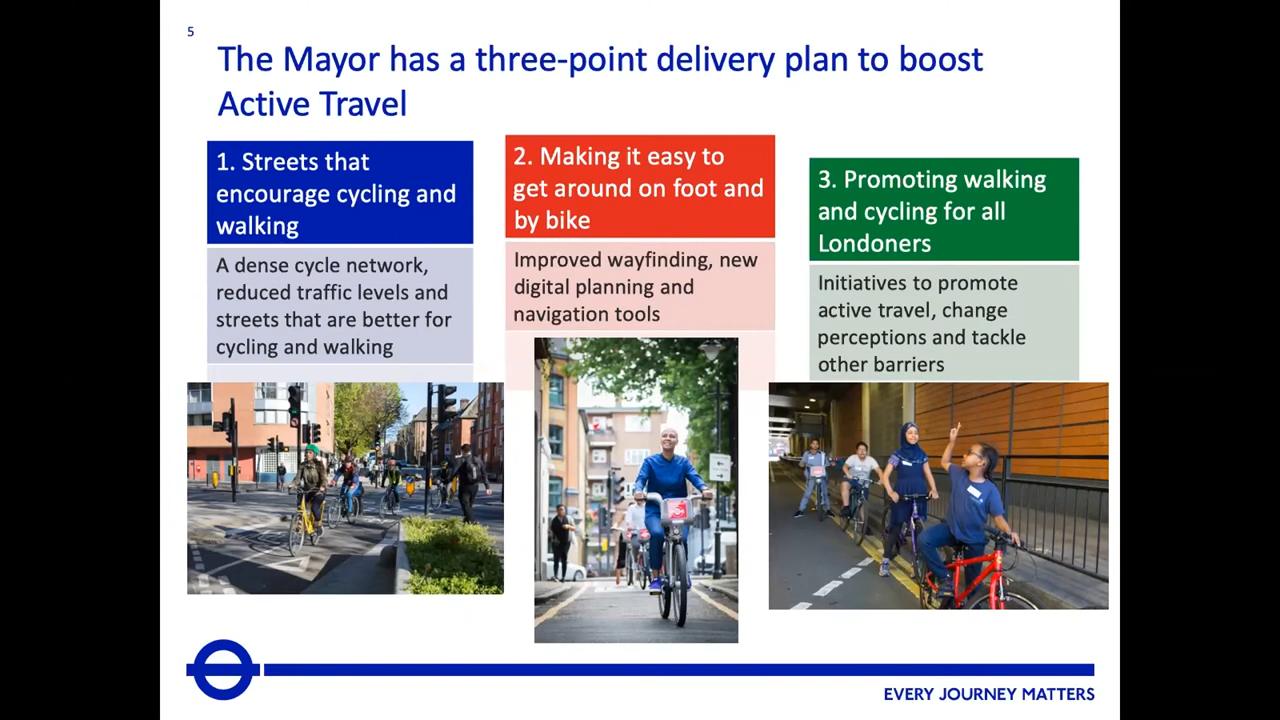 5
The Mayor has a three-point delivery plan to boost
Active Travel
1. Streets that
encourage cycling and
walking
A dense cycle network,
reduced traffic levels and
streets that are better for
cycling and walking
2. Making it easy to
get around on foot and
by bike
Improved wayfinding, new
digital planning and
navigation tools
3. Promoting walking
and cycling for all
Londoners
Initiatives to promote
active travel, change
perceptions and tackle
other barriers
EVERY JOURNEY MATTERS